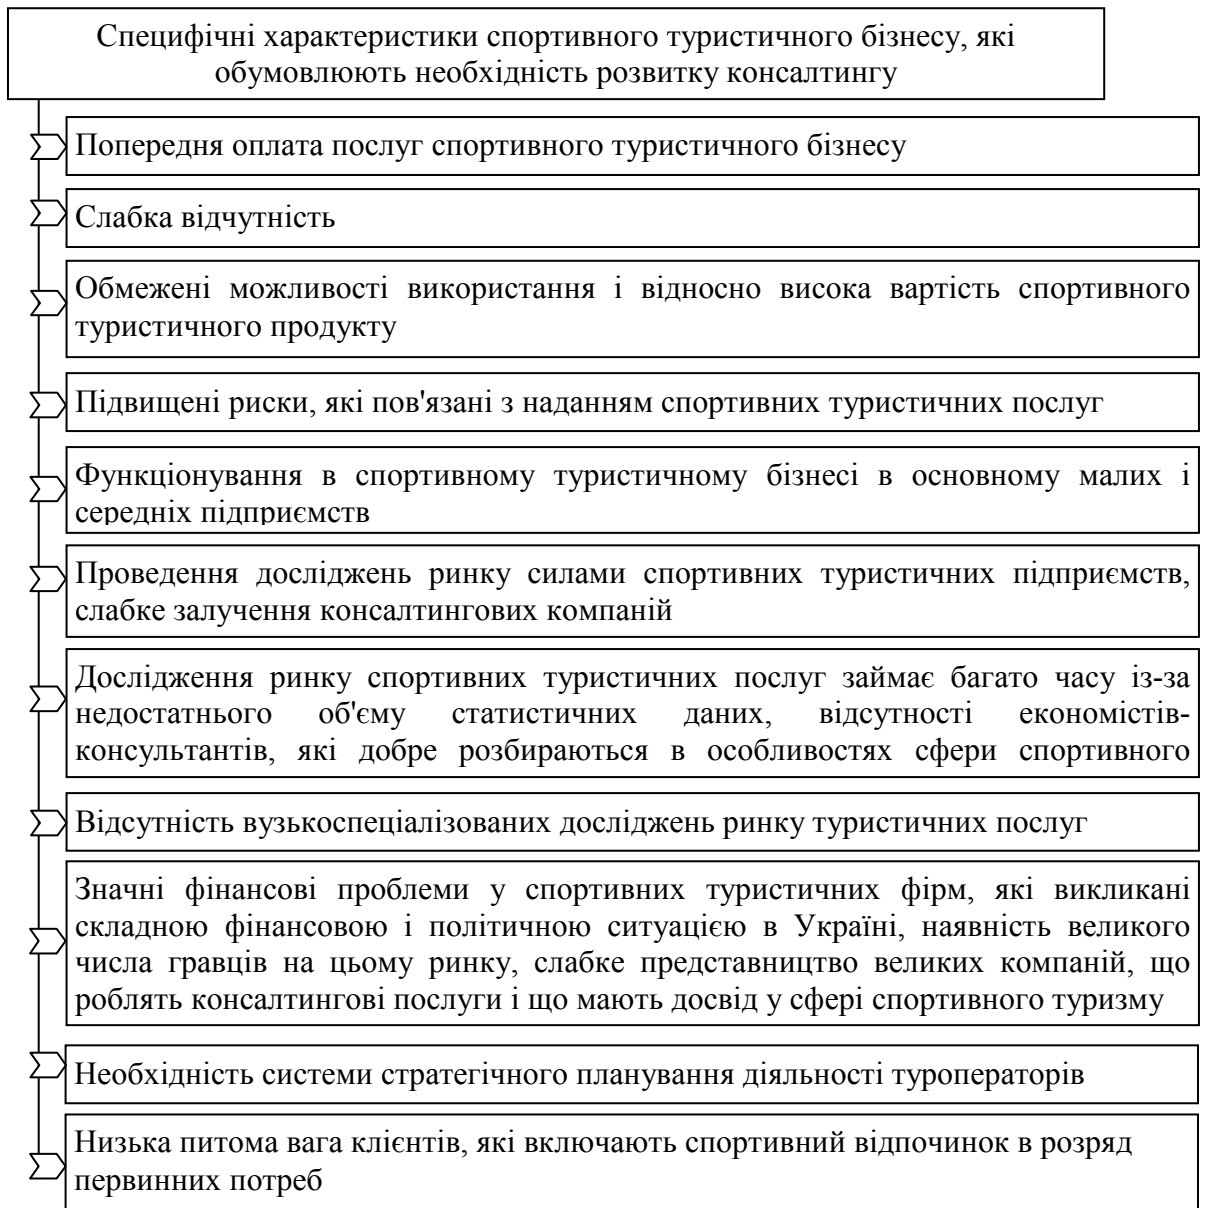 Специфічні характеристики спортивного туристичного бізнесу, які
обумовлюють необхідність розвитку консалтингу
Попередня оплата послуг спортивного туристичного бізнесу
Слабка відчутність
Обмежені можливості використання і відносно висока вартість спортивного
туристичного продукту
Підвищені риски, які пов'язані з наданням спортивних туристичних послуг
Функціонування в спортивному туристичному бізнесі в основному малих і
середніх підприємств
Проведення досліджень ринку силами спортивних туристичних підприємств,
слабке залучення консалтингових компаній
Дослідження ринку спортивних туристичних послуг займає багато часу із-за
недостатнього об'єму статистичних даних, відсутності економістів-
консультантів, які добре розбираються в особливостях сфери спортивного
Відсутність вузькоспеціалізованих досліджень ринку туристичних послуг
Значні фінансові проблеми у спортивних туристичних фірм, які викликані
складною фінансовою і політичною ситуацією в Україні, наявність великого
числа гравців на цьому ринку, слабке представництво великих компаній, що
роблять консалтингові послуги і що мають досвід у сфері спортивного туризму
Необхідність системи стратегічного планування діяльності туроператорів
Низька питома вага клієнтів, які включають спортивний відпочинок в розряд
первинних потреб